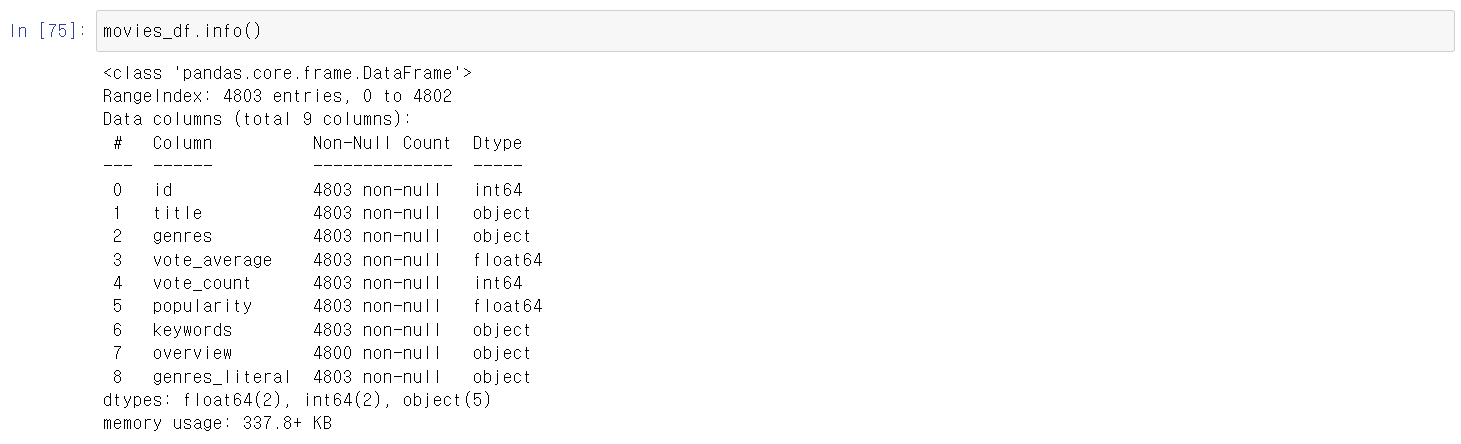 In [75]: movies_df.info()
<class 'pandas.core.frame.DataFrame'>
RangeIndex: 4803 entries, 0 to 4802
Data columns (total 9 columns):
 #   Column          Non-Null Count  Dtype
---  ------          --------------  -----
 0   id              4803 non-null   int64
 1   title           4803 non-null   object
 2   genres          4803 non-null   object
 3   vote_average    4803 non-null   float64
 4   vote_count      4803 non-null   int64
 5   popularity      4803 non-null   float64
 6   keywords        4803 non-null   object
 7   overview        4800 non-null   object
 8   genres_literal  4803 non-null   object
dtypes: float64(2), int64(2), object(5)
memory usage: 337.8+ KB